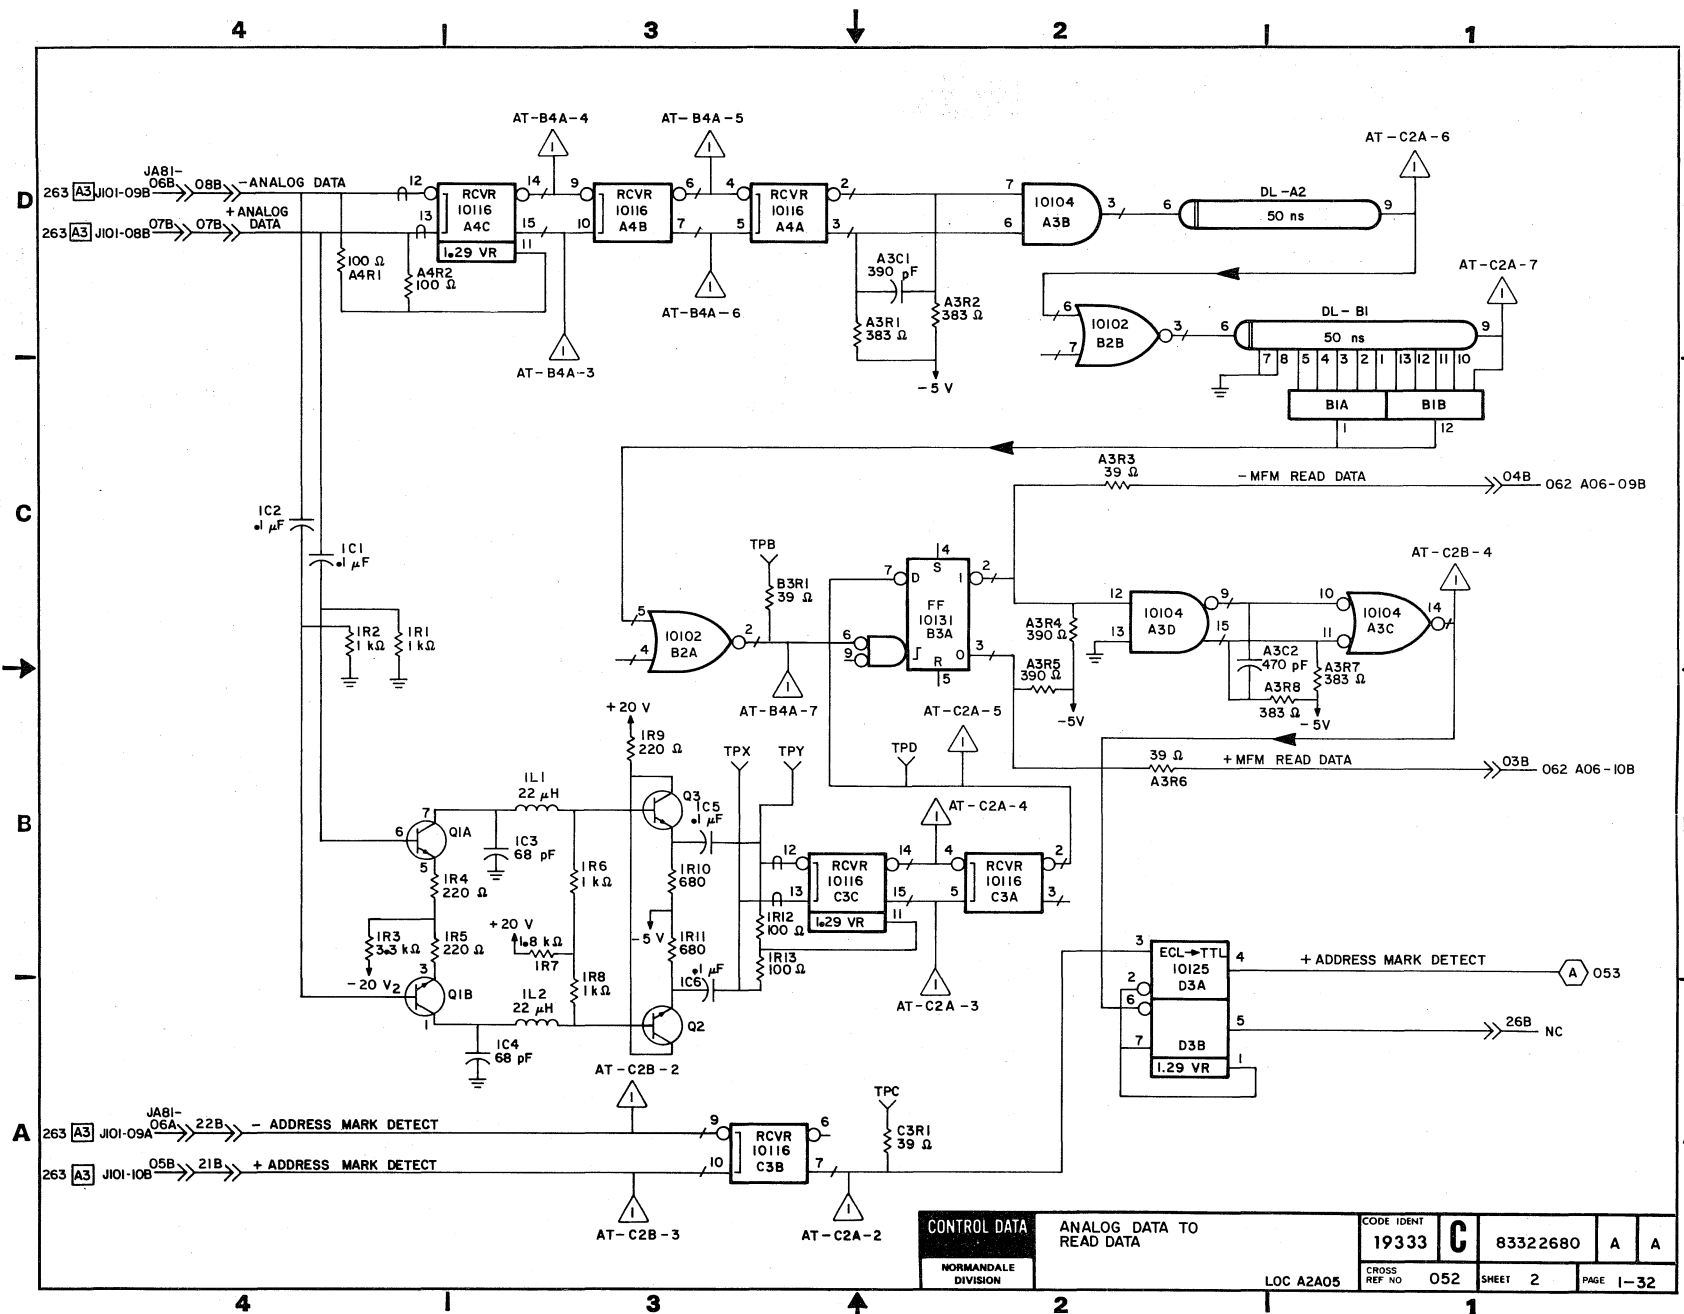 4 3 2 1
AT-B4A-4 AT-B4A-5
AT-C2A-6
JA81-
263 A3 J101-09B 06B 08B -ANALOG DATA 12 RCVR 14 9 RCVR 6 4 RCVR 2 7
D
10116 10116 10116 10104
A4C A4B A4A A3B
DL-A2
6 50 ns 9
3
263 A3 J101-08B 07B 07B +ANALOG
DATA
13 15 10 7 5 3 6
1.29 VR 11
100 Ω
A4R1
A4R2
100 Ω
A3C1
390 pF
AT-C2A-7
AT-B4A-6
A3R1
383 Ω
A3R2
383 Ω
-5 V
AT-B4A-3
6
7
10102
B2B
3
DL-B1
6 50 ns 9
7 8 5 4 3 2 1 13 12 11 10
B1A B1B
1 12
A3R3
39 Ω
-MFM READ DATA
04B 062 A06-09B
C
1C2
.1 µF
1C1
.1 µF
1R2
1 kΩ
1R1
1 kΩ
TPB
B3R1
39 Ω
5
4
10102
B2A
2
AT-B4A-7
4
7 D S 1 2
FF
10131
B3A
6
9
R 0 3
5
12
13
10104
A3D
9
15
A3R4
390 Ω
A3R5
390 Ω
-5V
A3C2
470 pF
A3R8
383 Ω
A3R7
383 Ω
-5V
10
11
10104
A3C
14
AT-C2B-4
AT-C2A-5
39 Ω
A3R6
+MFM READ DATA
03B 062 A06-10B
B
+20 V
1R9
220 Ω
TPX TPY TPD
AT-C2A-4
1L1
22 µH
7
6
5
Q1A
1C3
68 pF
1R4
220 Ω
1R6
1 kΩ
Q3
1C5
.1 µF
1R10
680
-5 V
1R11
680
.1 µF
1C6
Q2
1R3
3.3 kΩ
-20 V
1R5
220 Ω
+20 V
1.8 kΩ
1R7
1R8
1 kΩ
2
3
1
Q1B
1L2
22 µH
1C4
68 pF
1R12
100 Ω
1R13
100 Ω
12 RCVR 14 4 RCVR 2
10116 10116
13 C3C 15 5 C3A 3
1.29 VR 11
AT-C2A-3
3 ECL→TTL 4
10125
2 D3A
6
7 D3B 5
1.29 VR 1
+ADDRESS MARK DETECT
A 053
26B NC
AT-C2B-2
A
JA81-
263 A3 J101-09A 06A 22B - ADDRESS MARK DETECT
9 RCVR 6
10116
10 C3B 7
263 A3 J101-10B 05B 21B + ADDRESS MARK DETECT
TPC
C3R1
39 Ω
AT-C2B-3
AT-C2A-2
CONTROL DATA
NORMANDALE
DIVISION
ANALOG DATA TO
READ DATA
LOC A2A05
CODE IDENT
19333 C 83322680 A A
CROSS
REF NO 052 SHEET 2 PAGE 1-32
4 3 2 1